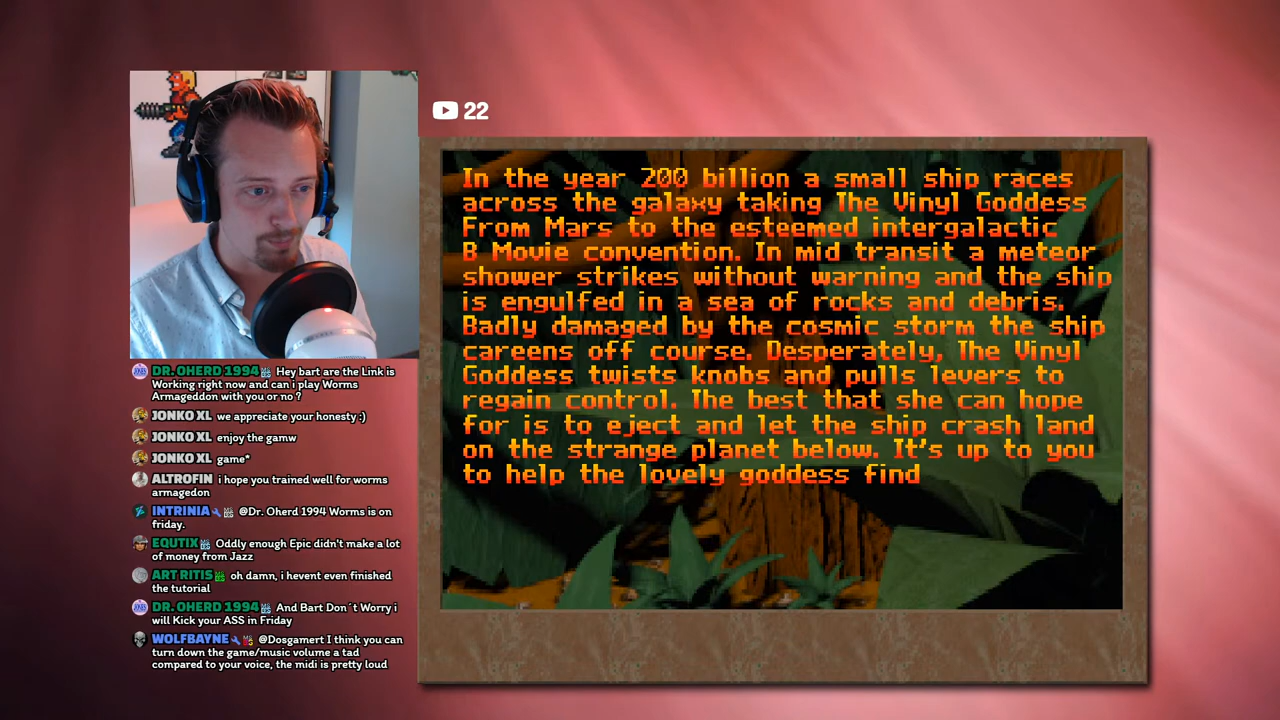 22
In the year 200 billion a small ship races
across the galaxy taking The Vinyl Goddess
From Mars to the esteemed intergalactic
B Movie convention. In mid transit a meteor
shower strikes without warning and the ship
is engulfed in a sea of rocks and debris.
Badly damaged by the cosmic storm the ship
careens off course. Desperately, The Vinyl
Goddess twists knobs and pulls levers to
regain control. The best that she can hope
for is to eject and let the ship crash land
on the strange planet below. It's up to you
to help the lovely goddess find
DR. OHERD 1994 Hey bart are the Link is
Working right now and can i play Worms
Armageddon with you or no ?
JONKO XL we appreciate your honesty :)
JONKO XL enjoy the gamw
JONKO XL game*
ALTROFIN i hope you trained well for worms
armagedon
INTRINIA @Dr. Oherd 1994 Worms is on
friday.
EQUTIX Oddly enough Epic didn't make a lot
of money from Jazz
ART RITIS oh damn, i hevent even finished
the tutorial
DR. OHERD 1994 And Bart Don´t Worry i
will Kick your ASS in Friday
WOLFBAYNE @Dosgamert I think you can
turn down the game/music volume a tad
compared to your voice, the midi is pretty loud